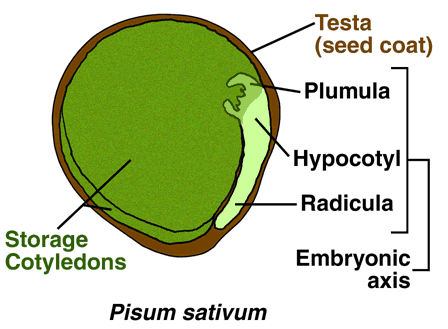 Testa
(seed coat)
Plumula
Hypocotyl
Radicula
Embryonic
axis
Storage
Cotyledons
Pisum sativum